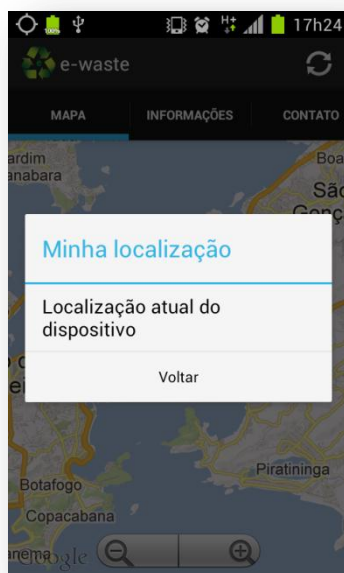 H+ 17h24
e-waste
MAPA INFORMAÇÕES CONTATO
ardim
anabara
Boa
São
Gonç
Minha localização
Localização atual do
dispositivo
Voltar
Piratininga
Botafogo
Copacabana
anema
Google